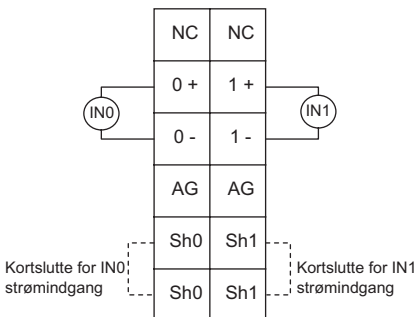 NC NC
0 + 1 +
IN0 IN1
0 - 1 -
AG AG
Sh0 Sh1
Kortslutte for IN0
strømindgang
Kortslutte for IN1
strømindgang
Sh0 Sh1